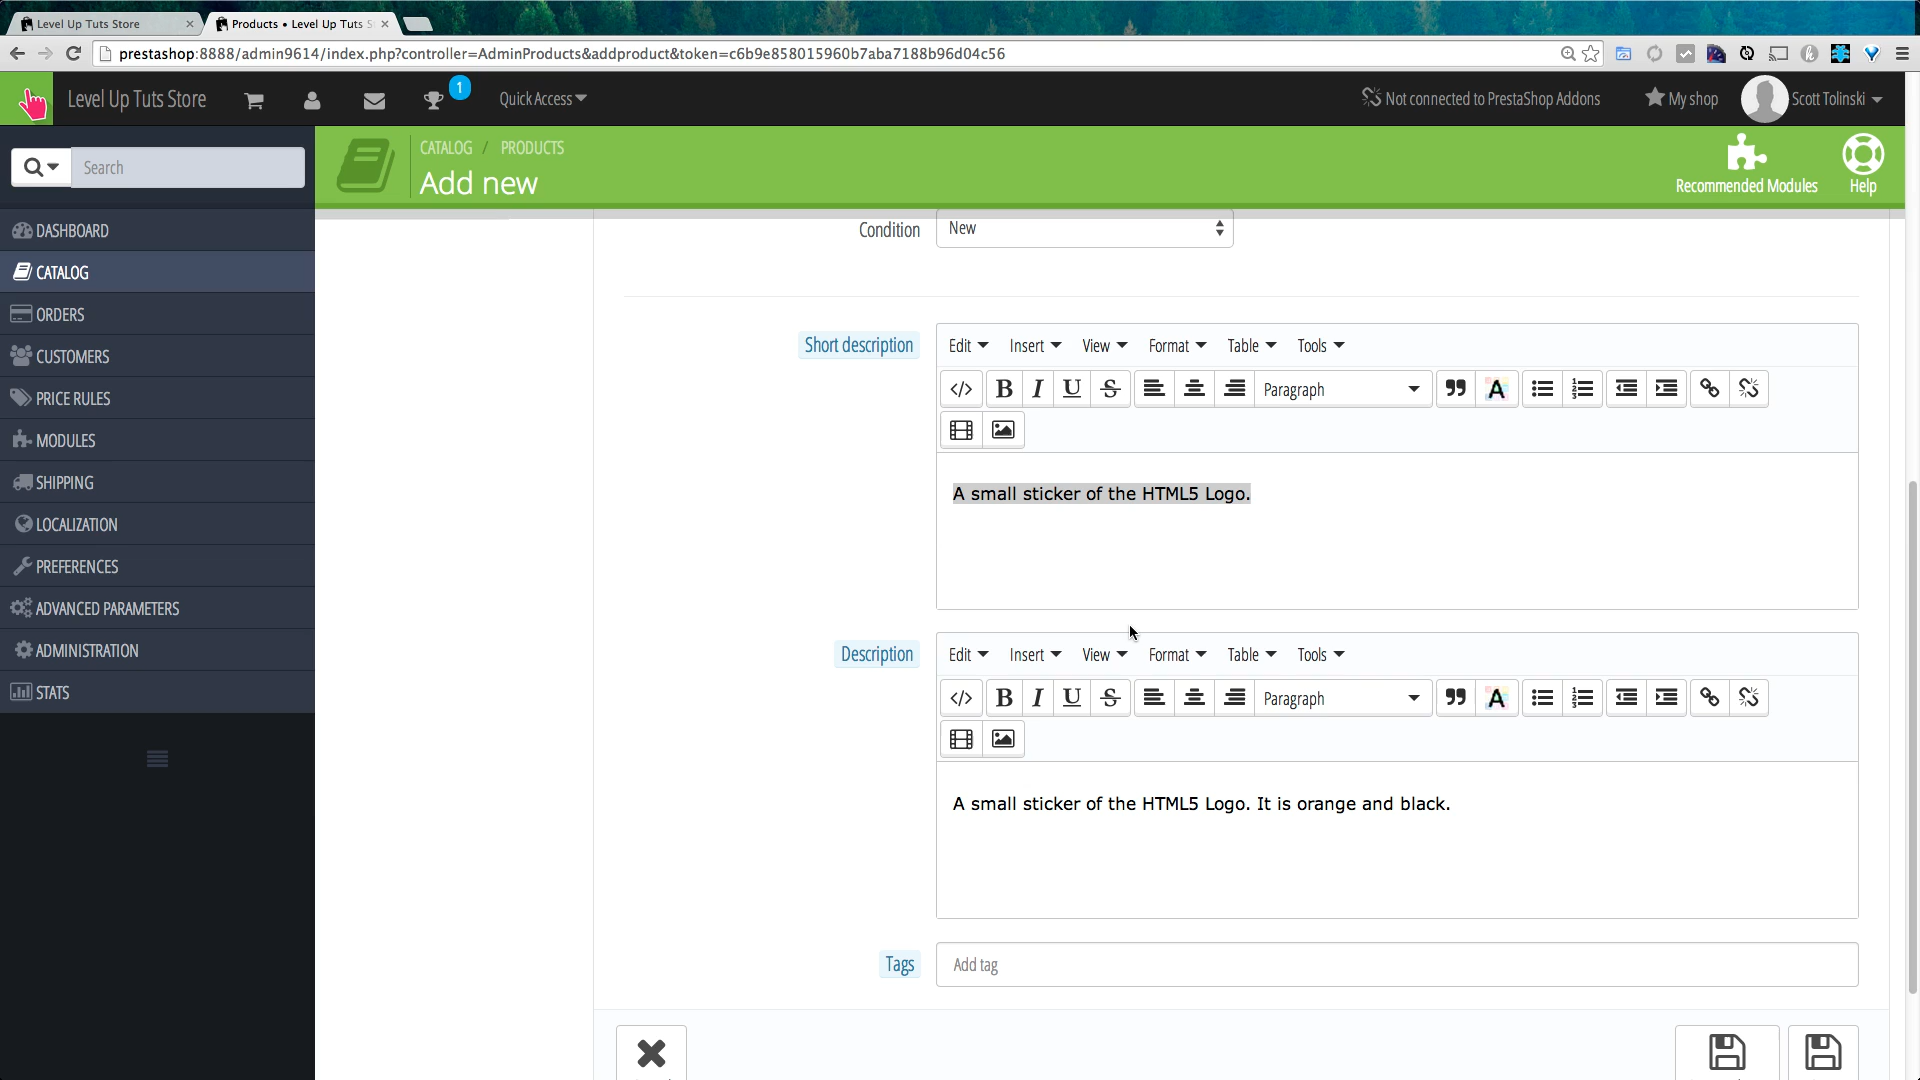 Level Up Tuts Store
Products • Level Up Tuts S
prestashop:8888/admin9614/index.php?controller=AdminProducts&addproduct&token=c6b9e858015960b7aba7188b96d04c56
Level Up Tuts Store
1
Quick Access
Not connected to PrestaShop Addons
My shop
Scott Tolinski
Search
CATALOG / PRODUCTS
Add new
Recommended Modules
Help
DASHBOARD
CATALOG
ORDERS
CUSTOMERS
PRICE RULES
MODULES
SHIPPING
LOCALIZATION
PREFERENCES
ADVANCED PARAMETERS
ADMINISTRATION
STATS
Condition
New
Short description
Edit Insert View Format Table Tools
B I U S Paragraph A
A small sticker of the HTML5 Logo.
Description
Edit Insert View Format Table Tools
B I U S Paragraph A
A small sticker of the HTML5 Logo. It is orange and black.
Tags
Add tag